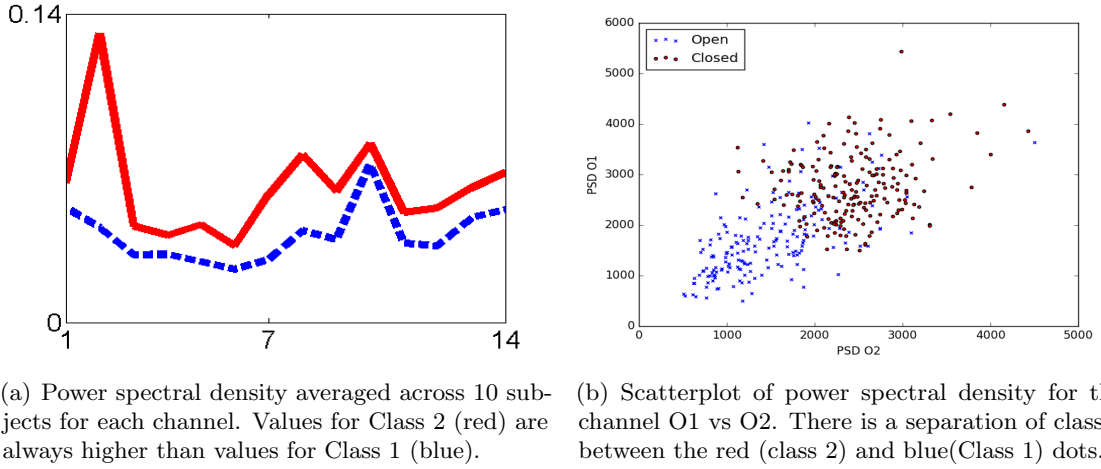 0.14
0
1
7
14
6000
5000
4000
3000
2000
1000
0
PSD O1
Open
Closed
0
1000
2000
3000
4000
5000
PSD O2
(a) Power spectral density averaged across 10 sub-
jects for each channel. Values for Class 2 (red) are
always higher than values for Class 1 (blue).
(b) Scatterplot of power spectral density for th
channel O1 vs O2. There is a separation of class
between the red (class 2) and blue(Class 1) dots.